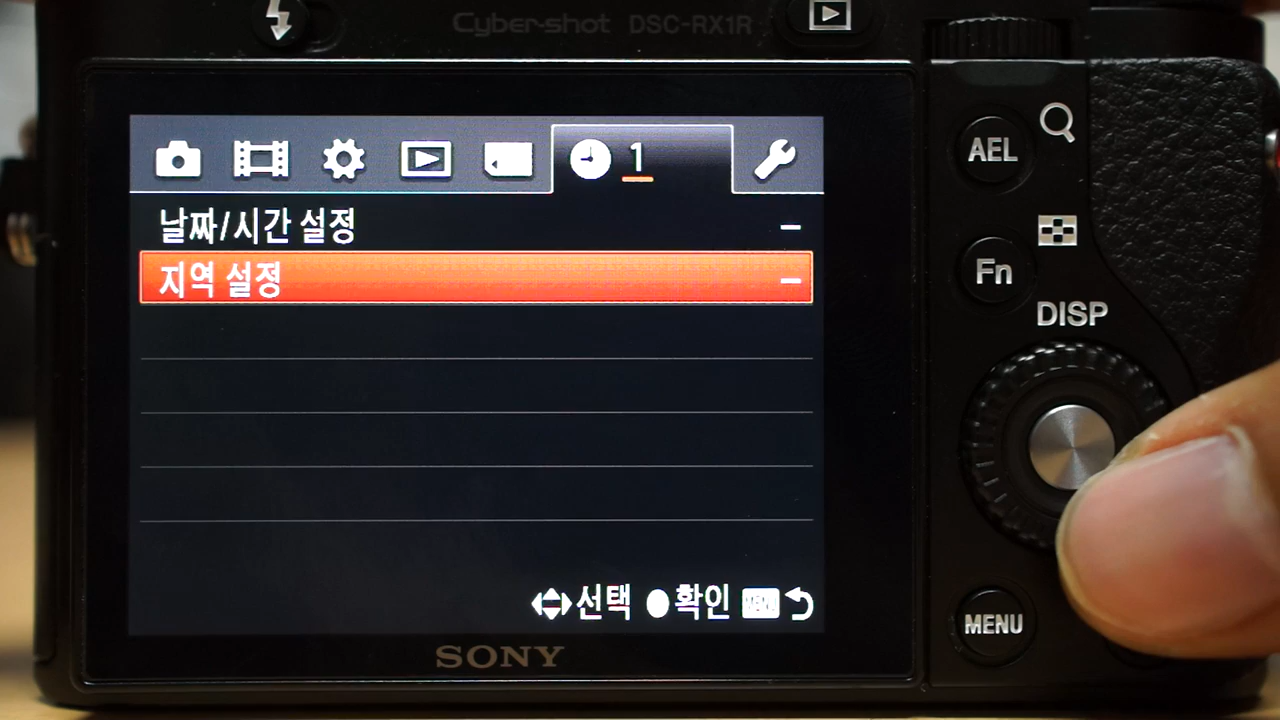 Cyber-shot DSC-RX1R
1
날짜/시간 설정
지역 설정
선택 확인 MENU
SONY
AEL
Fn
DISP
MENU